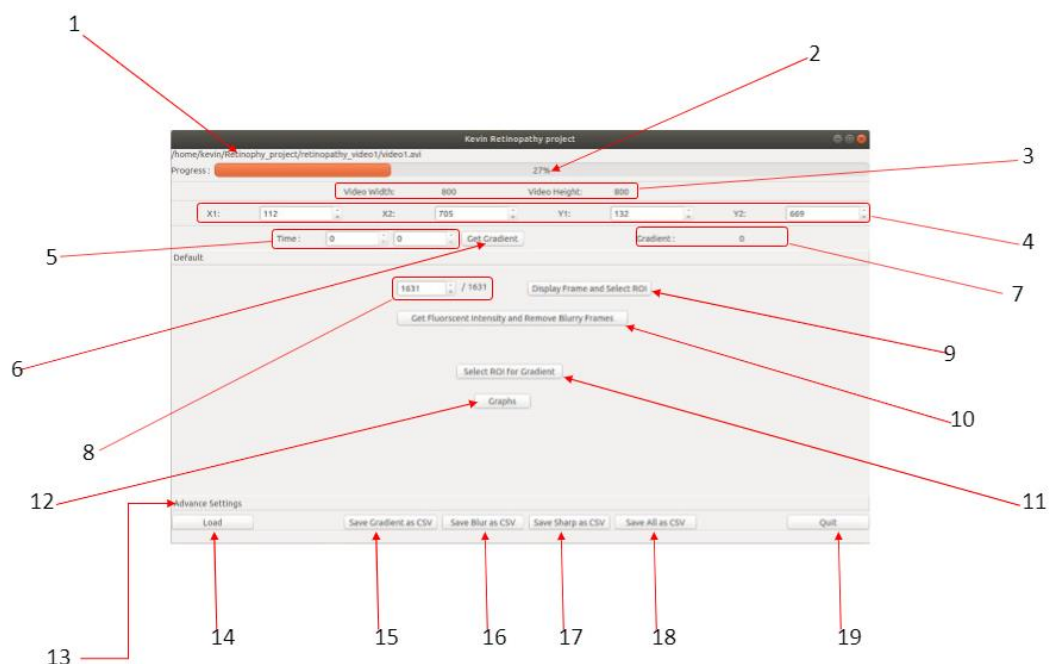 1
2
Kevin Retinopathy project
/home/kevin/Retinophy_project/retinopathy_video1/video1.avi
Progress : 27%
3
Video Width: 800 Video Height: 800
X1: 112 X2: 705 Y1: 132 Y2: 669
4
5
Time : 0 0 Get Gradient Gradient : 0
Default
7
1631 / 1631 Display Frame and Select ROI
Get Fluorscent Intensity and Remove Blurry Frames
9
6
Select ROI for Gradient
Graphs
10
8
12
11
Advance Settings
Load Save Gradient as CSV Save Blur as CSV Save Sharp as CSV Save All as CSV Quit
14 15 16 17 18 19
13